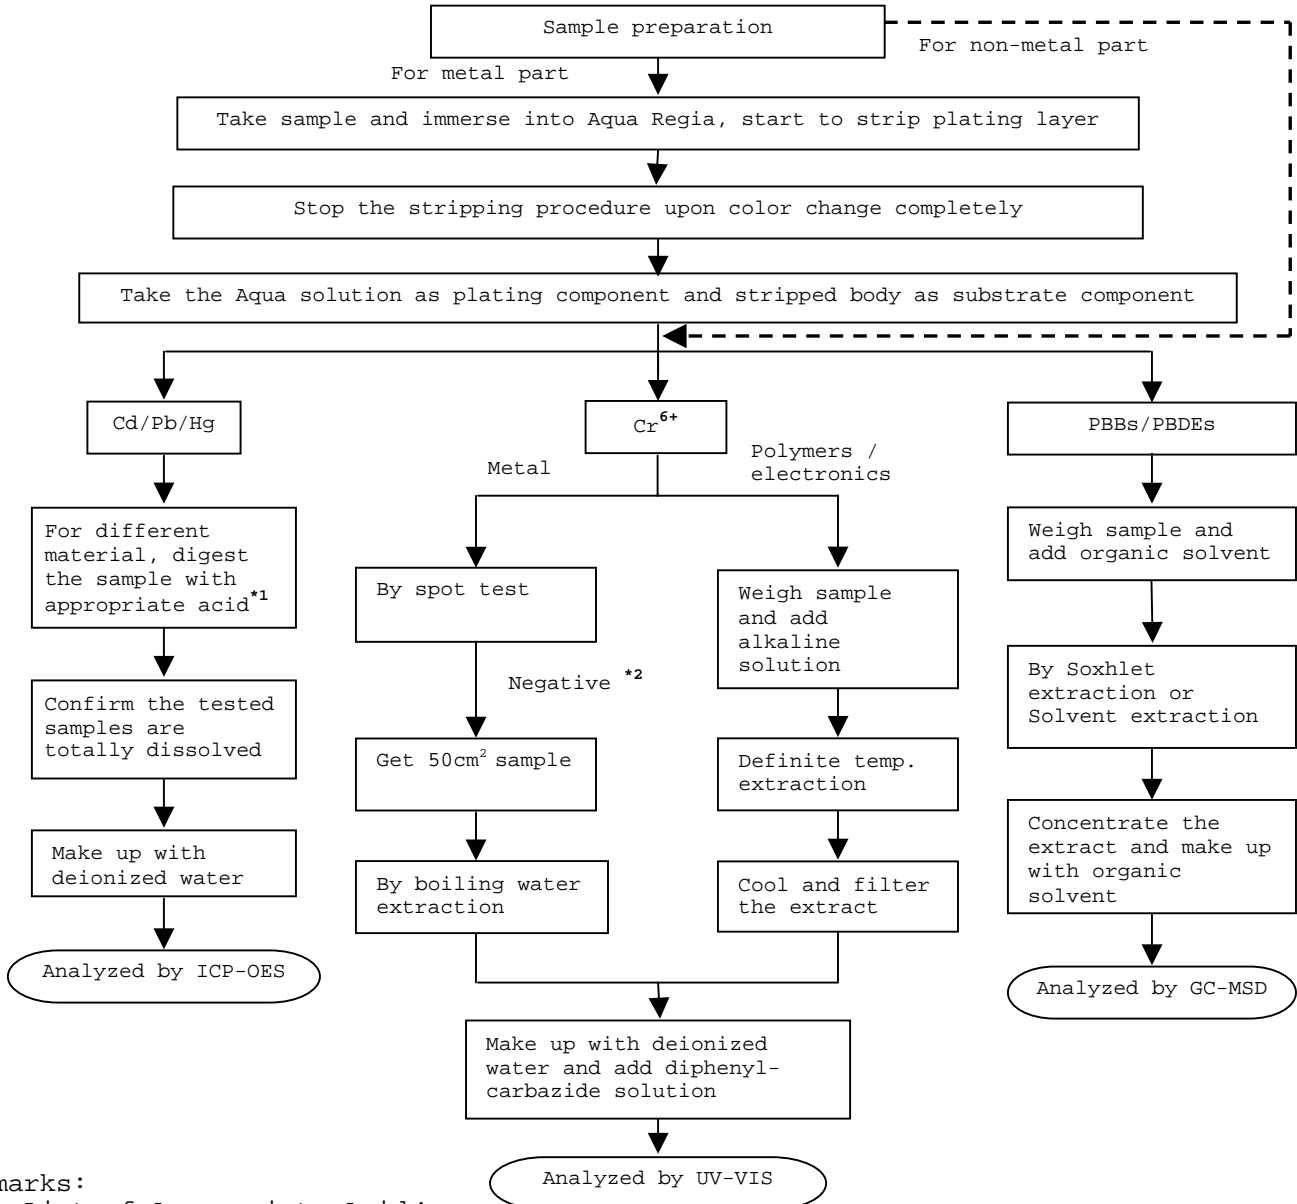 Sample preparation
For non-metal part
For metal part
Take sample and immerse into Aqua Regia, start to strip plating layer
Stop the stripping procedure upon color change completely
Take the Aqua solution as plating component and stripped body as substrate component
Cd/Pb/Hg
For different
material, digest
the sample with
appropriate acid*1
Confirm the tested
samples are
totally dissolved
Make up with
deionized water
Analyzed by ICP-OES
Cr6+
Metal
By spot test
Negative *2
Get 50cm² sample
By boiling water
extraction
Polymers /
electronics
Weigh sample
and add
alkaline
solution
Definite temp.
extraction
Cool and filter
the extract
Make up with deionized
water and add diphenyl-
carbazide solution
Analyzed by UV-VIS
PBBs/PBDEs
Weigh sample and
add organic solvent
By Soxhlet
extraction or
Solvent extraction
Concentrate the
extract and make up
with organic
solvent
Analyzed by GC-MSD
marks: